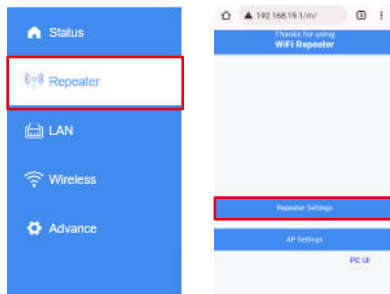 Status
Repeater
LAN
Wireless
Advance
192.168.19.1/m/
Thanks for using
WiFi Repeater
Repeater Settings
AP Settings
PC UI